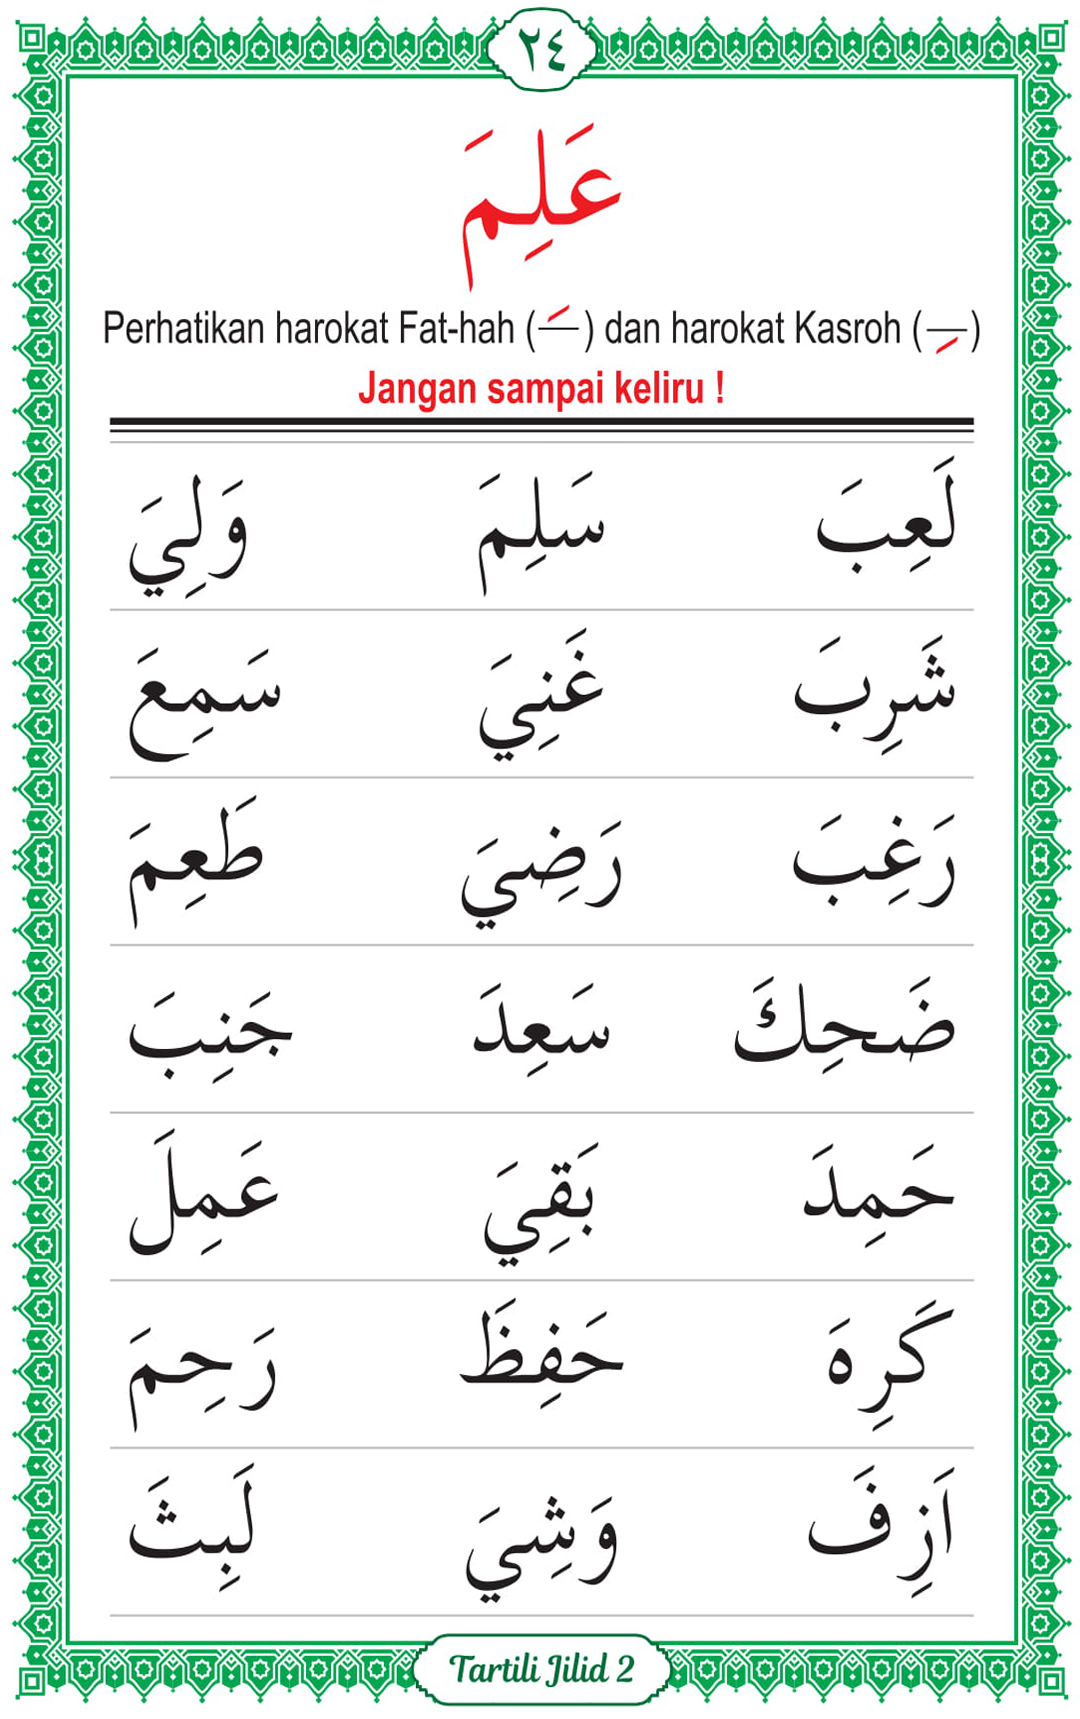 ٢٤
عَلِمَ
Perhatikan harokat Fat-hah (ـَـ) dan harokat Kasroh (ـِـ)
Jangan sampai keliru !
لَعِبَ سَلِمَ وَلِيَ
شَرِبَ غَنِيَ سَمِعَ
رَغِبَ رَضِيَ طَعِمَ
ضَحِكَ سَعِدَ جَنِبَ
حَمِدَ بَقِيَ عَمِلَ
كَرِهَ حَفِظَ رَحِمَ
اَزِفَ وَشِيَ لَبِثَ
Tartili Jilid 2